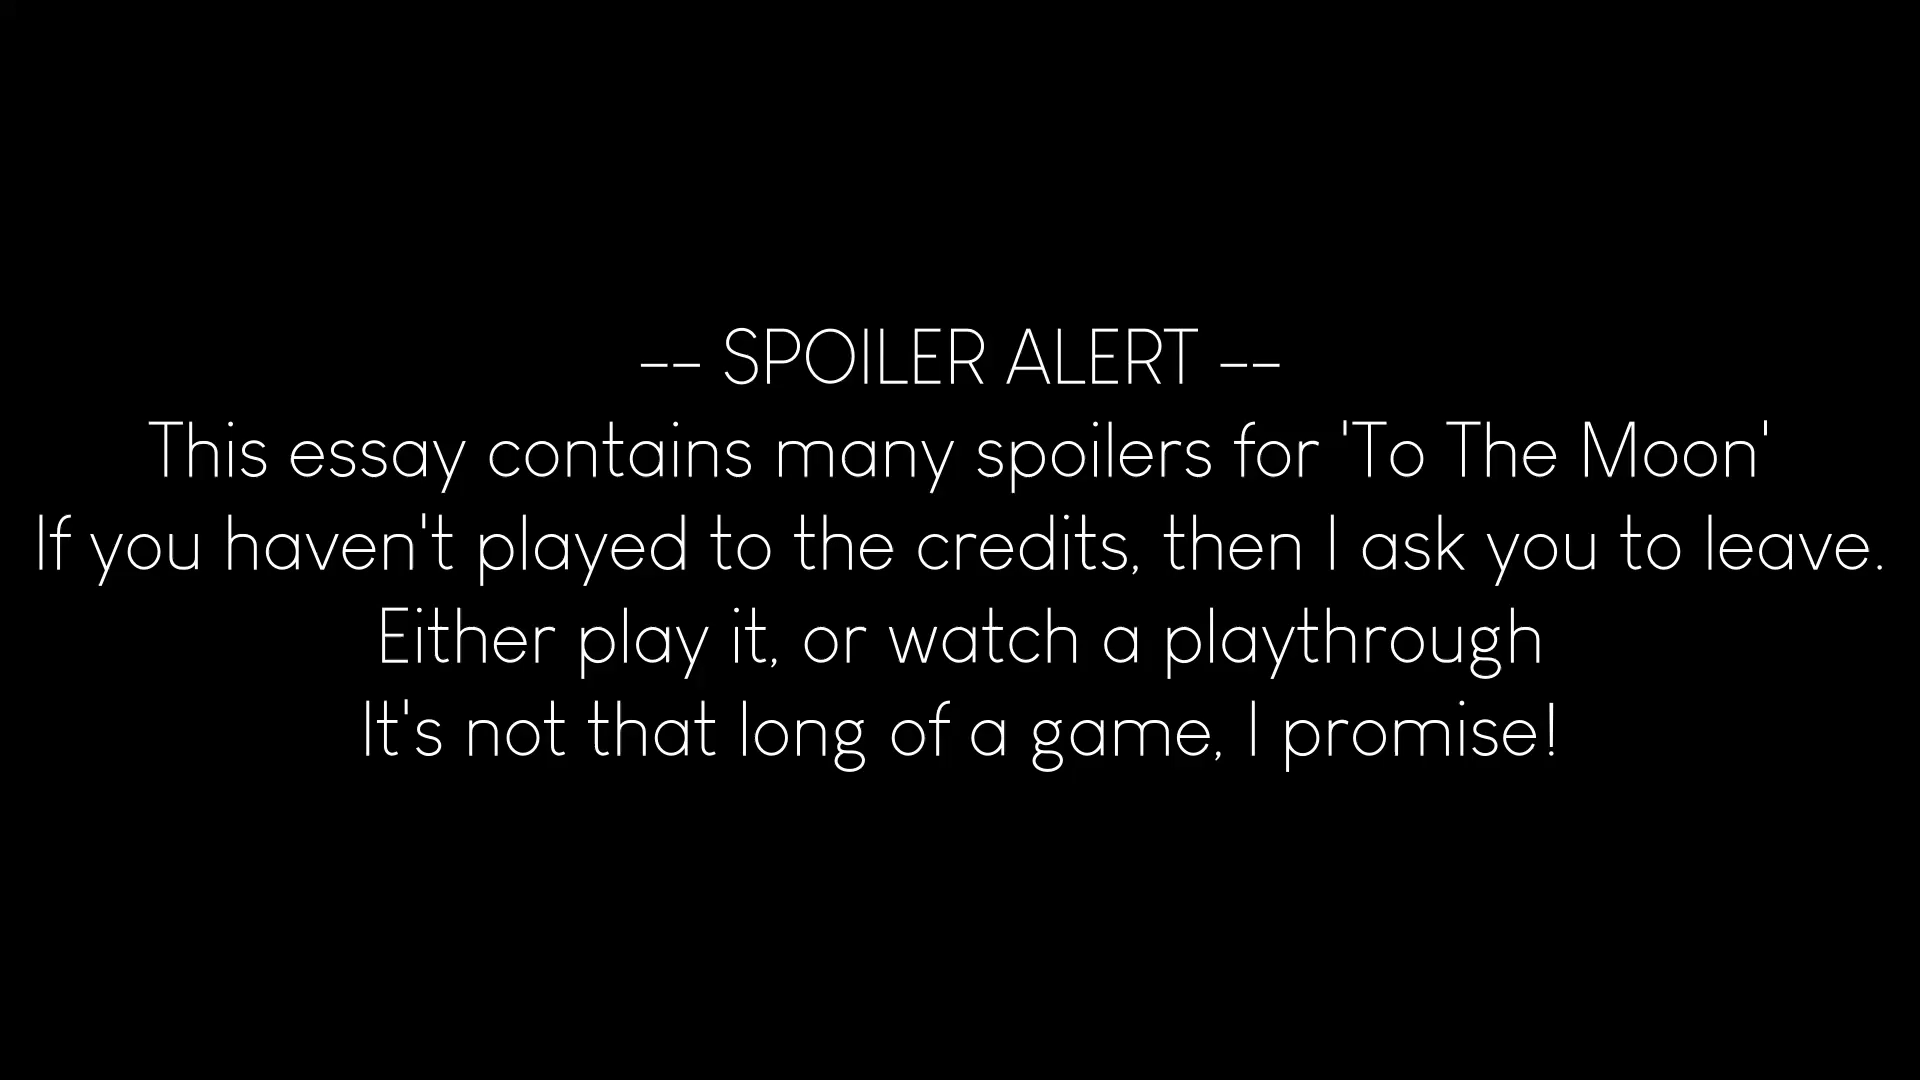 -- SPOILER ALERT --
This essay contains many spoilers for 'To The Moon'
If you haven't played to the credits, then I ask you to leave.
Either play it, or watch a playthrough
It's not that long of a game, I promise!